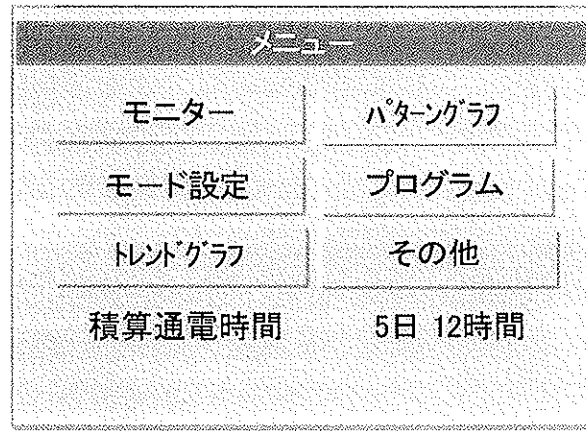 メニュー
モニター ﾊﾟﾀｰﾝｸﾞﾗﾌ
モード設定 プログラム
ﾄﾚﾝﾄﾞｸﾞﾗﾌ その他
積算通電時間 5日 12時間